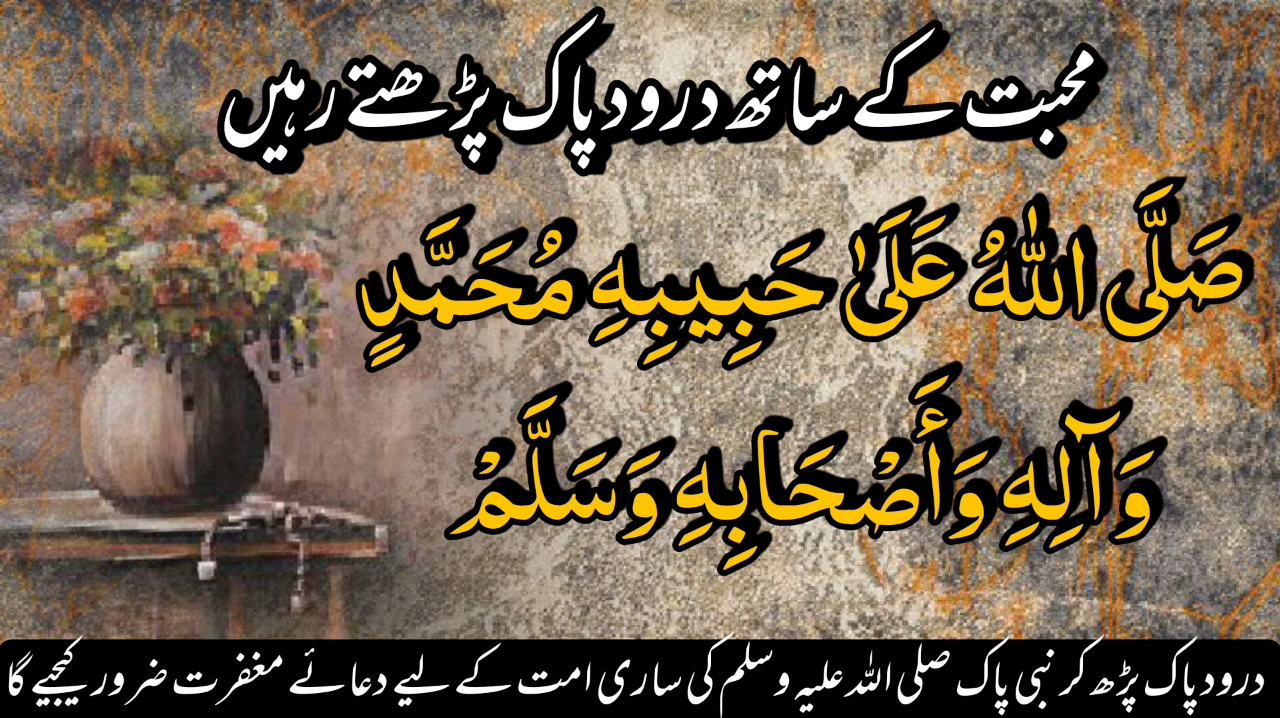 محبت کے ساتھ درود پاک پڑھتے رہیں
صَلَّى اللّٰهُ عَلَىٰ حَبِيبِهِ مُحَمَّدٍ
وَآلِهِ وَأَصْحَابِهِ وَسَلَّمْ
درود پاک پڑھ کر نبی پاک صلی اللہ علیہ وسلم کی ساری امت کے لیے دعائے مغفرت ضرور کیجیے گا